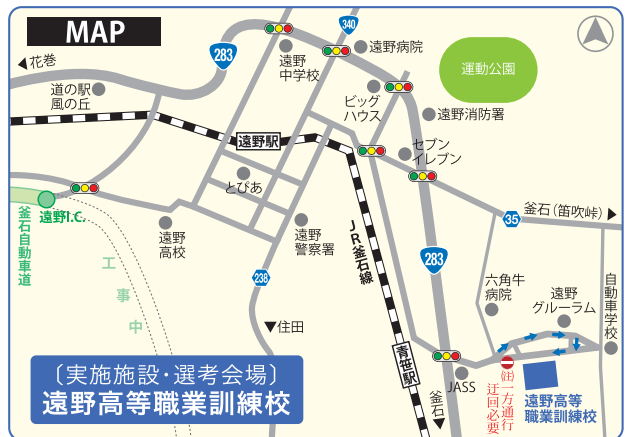 MAP
340
283
◀花巻
遠野
中学校
遠野病院
運動公園
道の駅
風の丘
ビッグ
ハウス
遠野消防署
遠野駅
セブン
イレブン
とぴあ
遠野I.C.
釜石自動車道
遠野
高校
遠野
警察署
JR釜石線
35
釜石(笛吹峠)▶
283
工事中
238
六角牛
病院
遠野
グルーラム
自動車学校
▼住田
青笹駅
JASS
釜石▼
(注)一方通行
迂回必要
遠野高等
職業訓練校
〔実施施設・選考会場〕
遠野高等職業訓練校